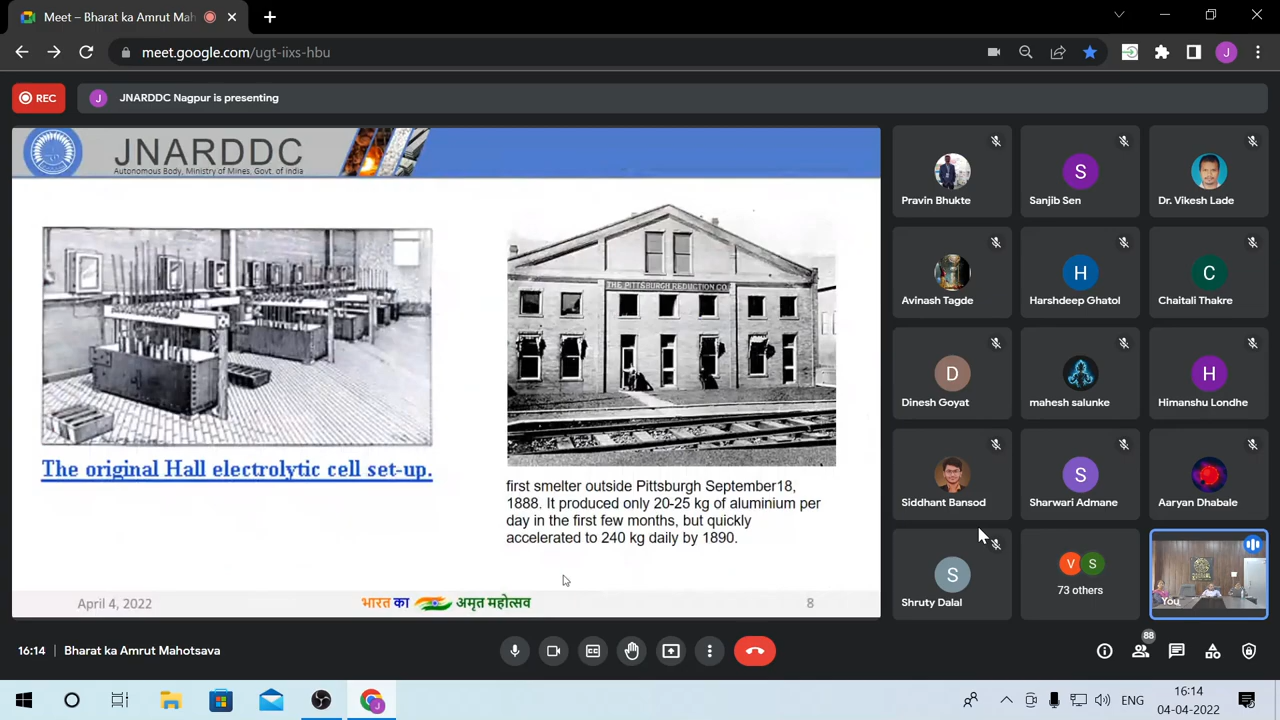 Meet – Bharat ka Amrut Mah
meet.google.com/ugt-iixs-hbu
J
REC
J
JNARDDC Nagpur is presenting
JNARDDC
Autonomous Body, Ministry of Mines, Govt. of India
THE PITTSBURGH REDUCTION CO.
The original Hall electrolytic cell set-up.
first smelter outside Pittsburgh September18,
1888. It produced only 20-25 kg of aluminium per
day in the first few months, but quickly
accelerated to 240 kg daily by 1890.
April 4, 2022
भारत का
अमृत महोत्सव
8
Pravin Bhukte
S
Sanjib Sen
Dr. Vikesh Lade
Avinash Tagde
H
Harshdeep Ghatol
C
Chaitali Thakre
D
Dinesh Goyat
mahesh salunke
H
Himanshu Londhe
Siddhant Bansod
S
Sharwari Admane
Aaryan Dhabale
S
Shruty Dalal
V
S
73 others
You
16:14
Bharat ka Amrut Mahotsava
88
J
ENG
16:14
04-04-2022